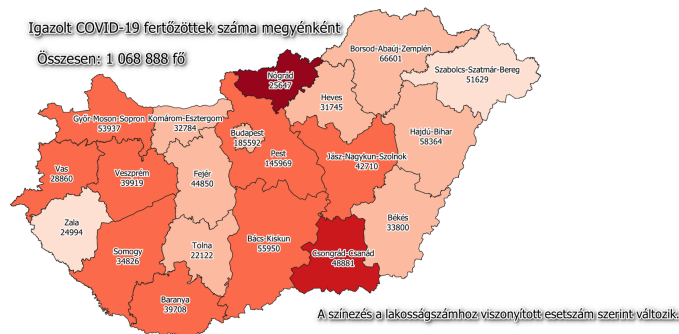 Igazolt COVID-19 fertőzöttek száma megyénként
Összesen: 1 068 888 fő
Borsod-Abaúj-Zemplén
66601
Szabolcs-Szatmár-Bereg
51629
Nógrád
25647
Heves
31745
Győr-Moson-Sopron
53937
Komárom-Esztergom
32784
Budapest
185592
Hajdú-Bihar
58364
Pest
145969
Jász-Nagykun-Szolnok
42710
Vas
28860
Veszprém
39919
Fejér
44850
Zala
24994
Békés
33800
Somogy
34826
Tolna
22122
Bács-Kiskun
55950
Csongrád-Csanád
48881
Baranya
39708
A színezés a lakosságszámhoz viszonyított esetszám szerint változik.